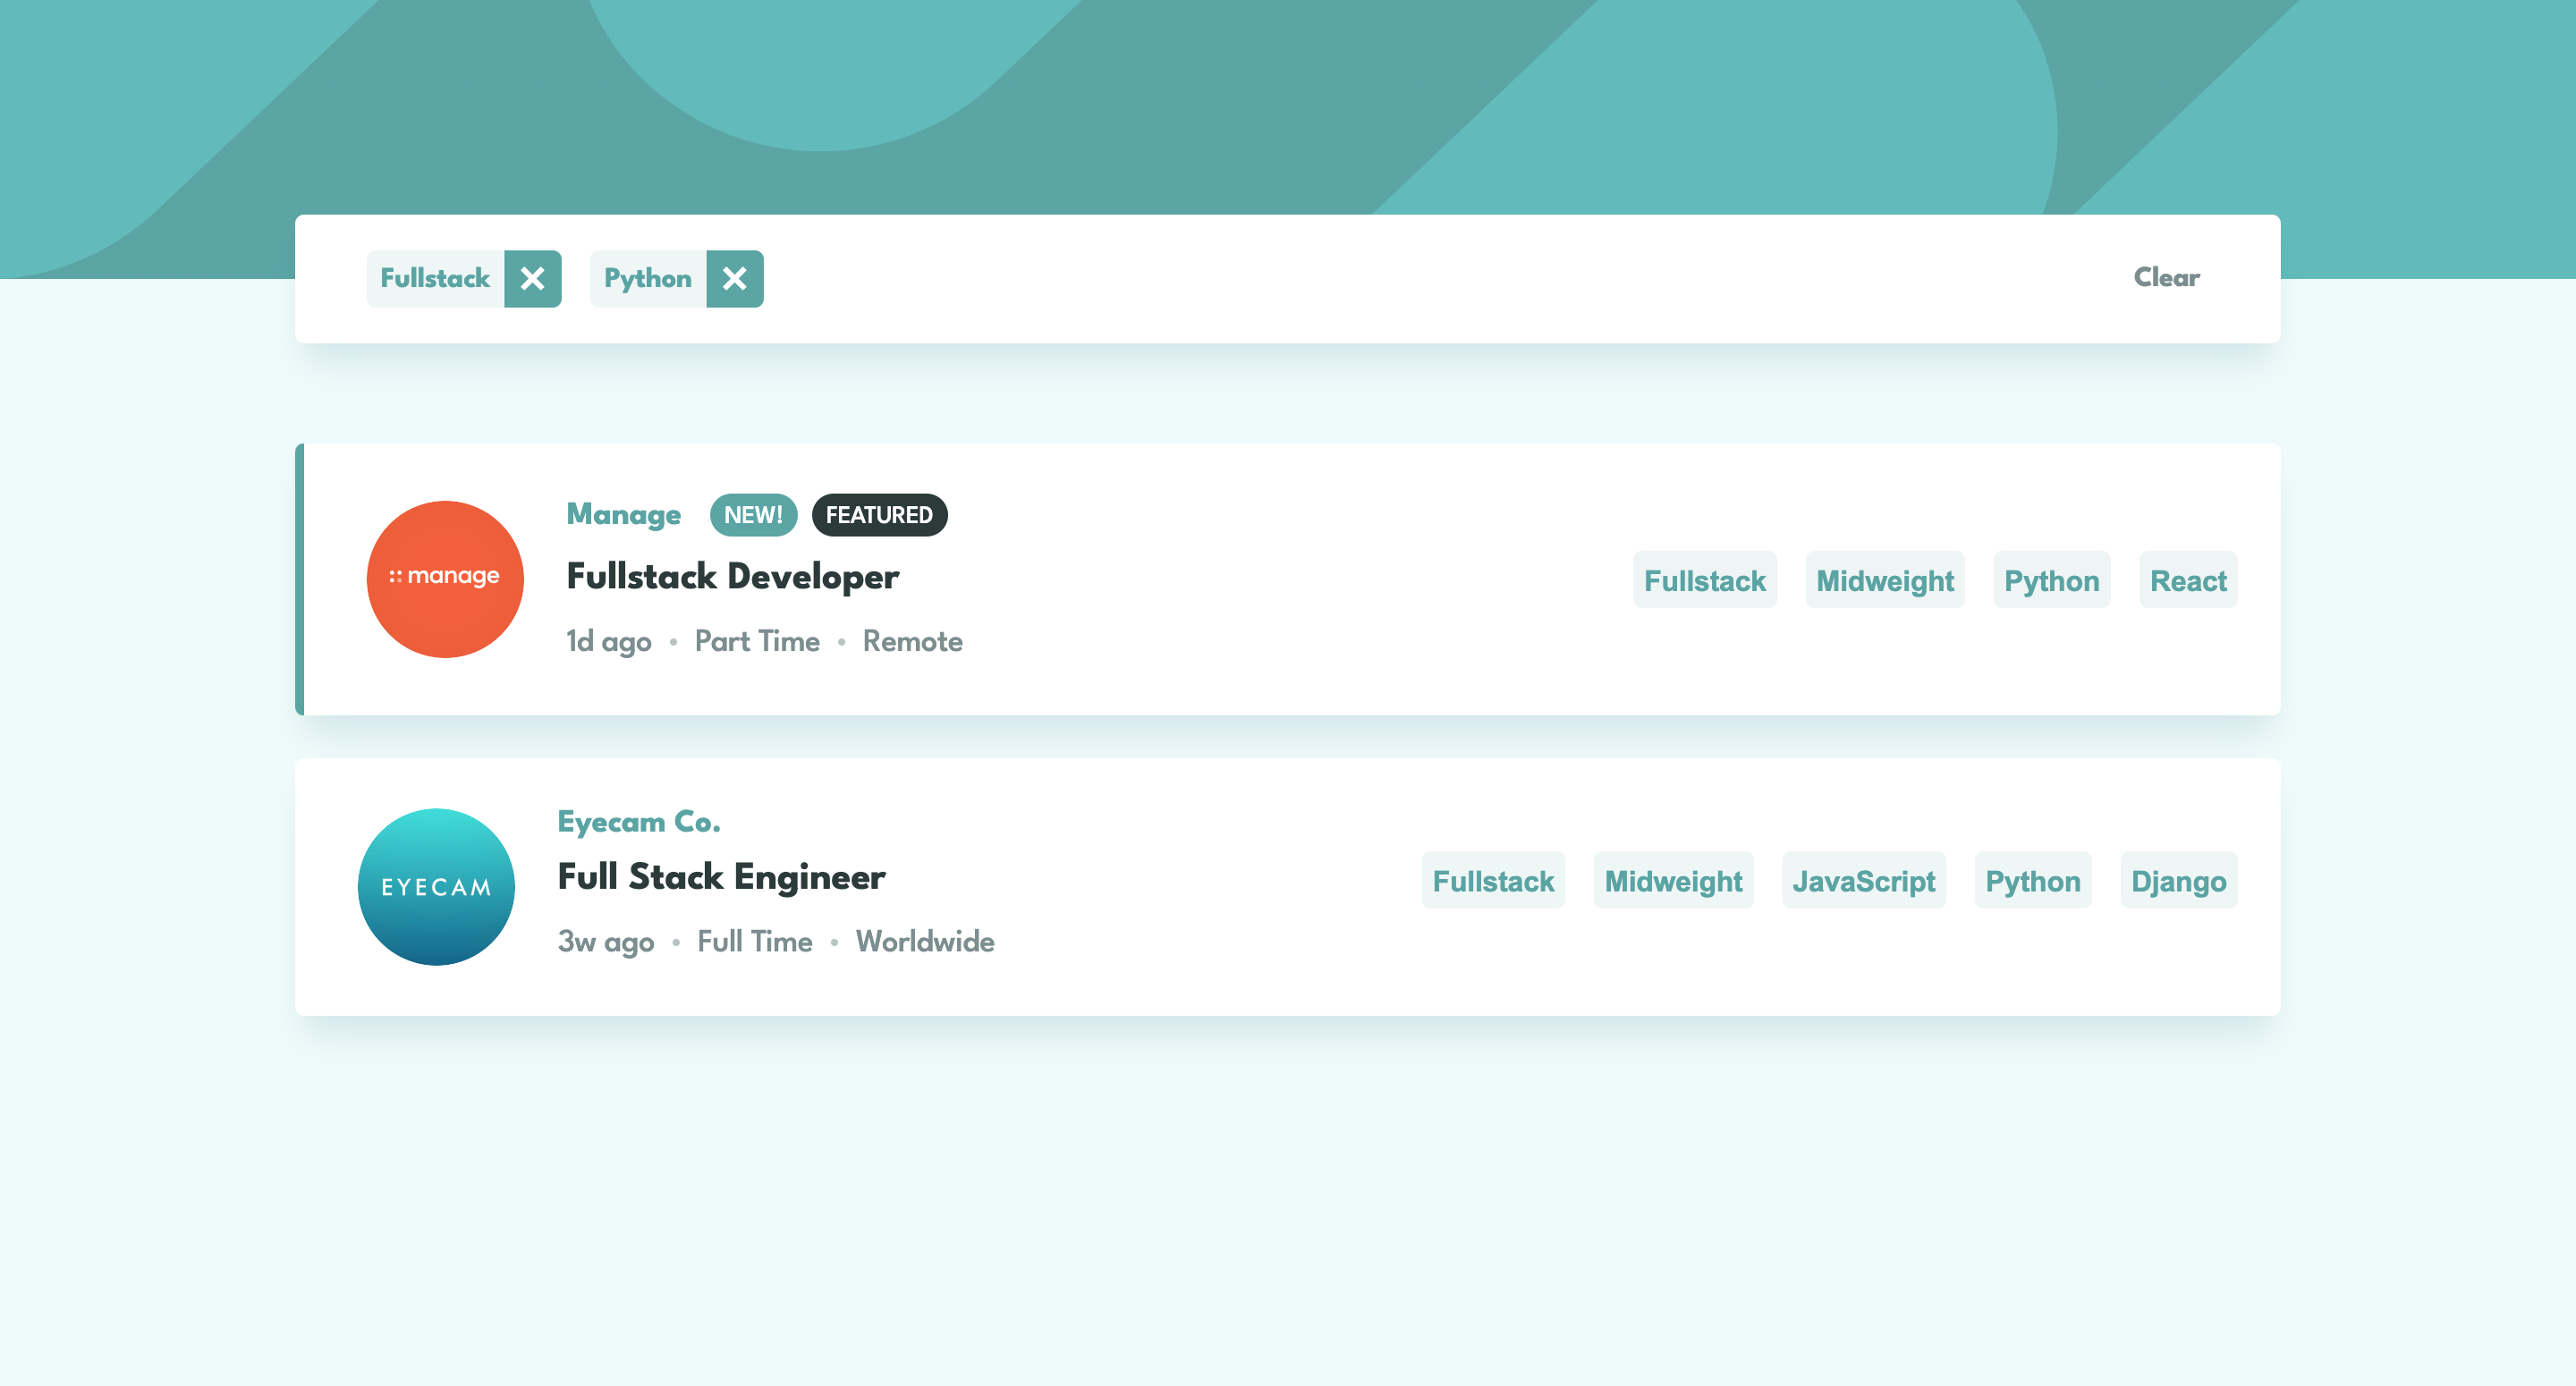 Fullstack Python Clear
Manage NEW! FEATURED
manage
Fullstack Developer
1d ago • Part Time • Remote
Fullstack Midweight Python React
Eyecam Co.
EYECAM
Full Stack Engineer
3w ago • Full Time • Worldwide
Fullstack Midweight JavaScript Python Django